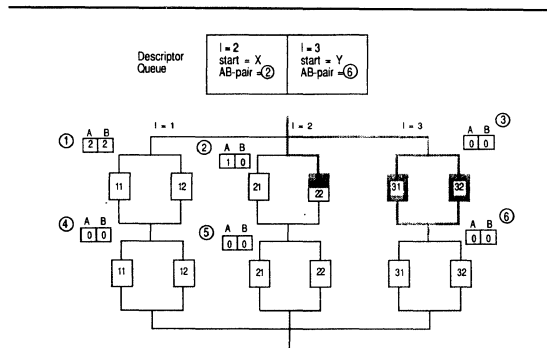 Descriptor Queue
I = 2
start = X
AB-pair = ②
I = 3
start = Y
AB-pair = ⑥
I = 1
I = 2
I = 3
① A B
2 2
② A B
1 0
③ A B
0 0
11
12
21
22
31
32
④ A B
0 0
⑤ A B
0 0
⑥ A B
0 0
11
12
21
22
31
32